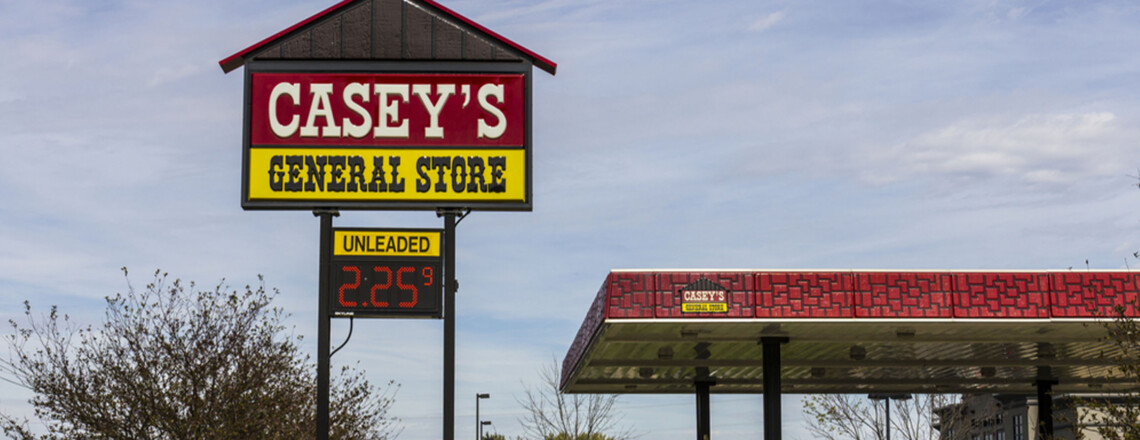 CASEY'S
GENERAL STORE
UNLEADED
2.25 9
CASEY'S
GENERAL STORE